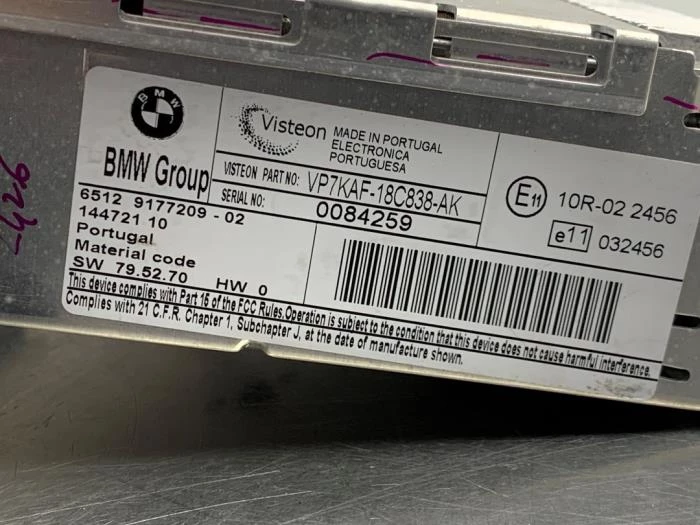 BMW
BMW Group
Visteon
MADE IN PORTUGAL
ELECTRONICA
PORTUGUESA
VISTEON PART NO: VP7KAF-18C838-AK
SERIAL NO: 0084259
E11 10R-02 2456
e11 032456
6512 9177209 - 02
144721 10
Portugal
Material code
SW 79.52.70 HW 0
This device complies with Part 15 of the FCC Rules. Operation is subject to the condition that this device does not cause harmful interference.
Complies with 21 C.F.R. Chapter 1, Subchapter J, at the date of manufacture shown.
-426